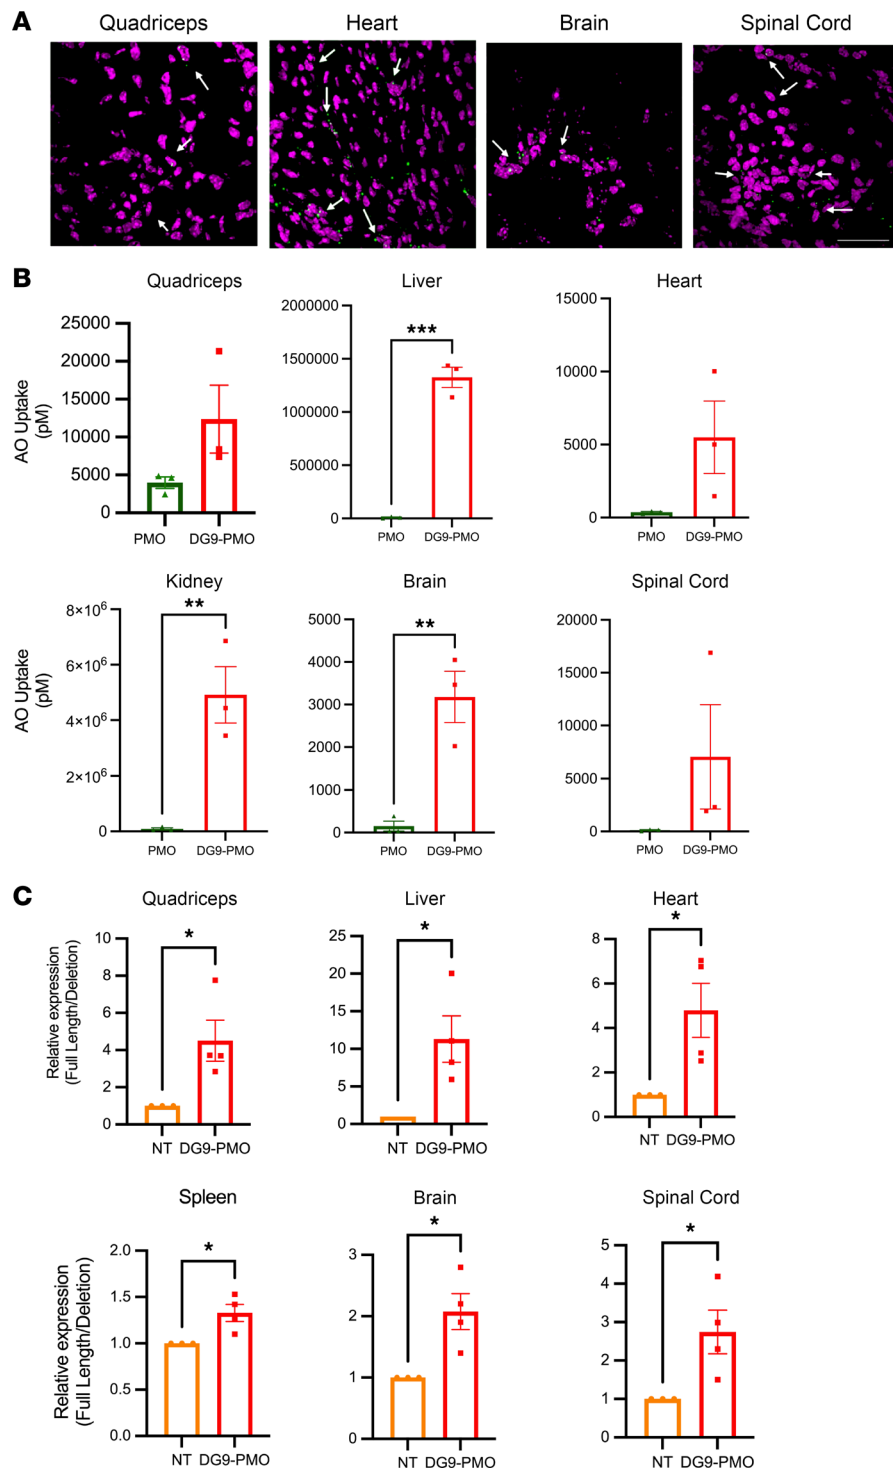 A
Quadriceps
Heart
Brain
Spinal Cord
B
Quadriceps
Liver
Heart
AO Uptake
(pM)
25000
20000
15000
10000
5000
0
PMO
DG9-PMO
2000000
1500000
1000000
500000
0
***
PMO
DG9-PMO
15000
10000
5000
0
PMO
DG9-PMO
Kidney
Brain
Spinal Cord
AO Uptake
(pM)
8×10⁶
6×10⁶
4×10⁶
2×10⁶
0
**
PMO
DG9-PMO
5000
4000
3000
2000
1000
0
**
PMO
DG9-PMO
20000
15000
10000
5000
0
PMO
DG9-PMO
C
Quadriceps
Liver
Heart
Relative expression
(Full Length/Deletion)
10
8
6
4
2
0
*
NT DG9-PMO
25
20
15
10
5
0
*
NT DG9-PMO
8
6
4
2
0
*
NT DG9-PMO
Spleen
Brain
Spinal Cord
Relative expression
(Full Length/Deletion)
2.0
1.5
1.0
0.5
0.0
*
NT DG9-PMO
3
2
1
0
*
NT DG9-PMO
5
4
3
2
1
0
*
NT DG9-PMO